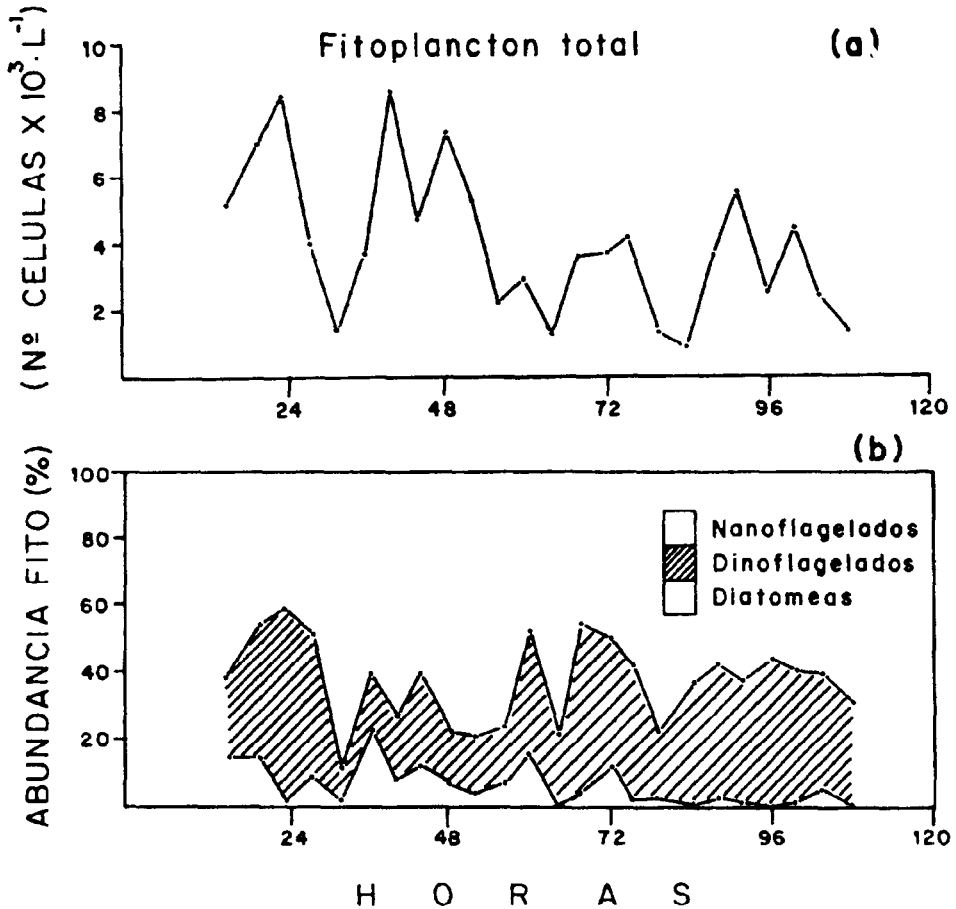 Fitoplancton total (a)
(Nº CELULAS X 10³·L⁻¹)
10
8
6
4
2
24 48 72 96 120
(b)
ABUNDANCIA FITO (%)
100
80
60
40
20
Nanoflagelados
Dinoflagelados
Diatomeas
24 48 72 96 120
HORAS